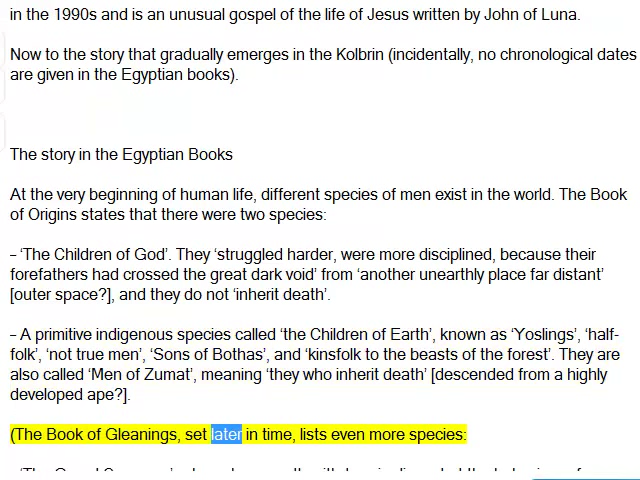 in the 1990s and is an unusual gospel of the life of Jesus written by John of Luna.
Now to the story that gradually emerges in the Kolbrin (incidentally, no chronological dates
are given in the Egyptian books).
The story in the Egyptian Books
At the very beginning of human life, different species of men exist in the world. The Book
of Origins states that there were two species:
– ‘The Children of God’. They ‘struggled harder, were more disciplined, because their
forefathers had crossed the great dark void’ from ‘another unearthly place far distant’
[outer space?], and they do not ‘inherit death’.
– A primitive indigenous species called ‘the Children of Earth’, known as ‘Yoslings’, ‘half-
folk’, ‘not true men’, ‘Sons of Bothas’, and ‘kinsfolk to the beasts of the forest’. They are
also called ‘Men of Zumat’, meaning ‘they who inherit death’ [descended from a highly
developed ape?].
(The Book of Gleanings, set later in time, lists even more species: